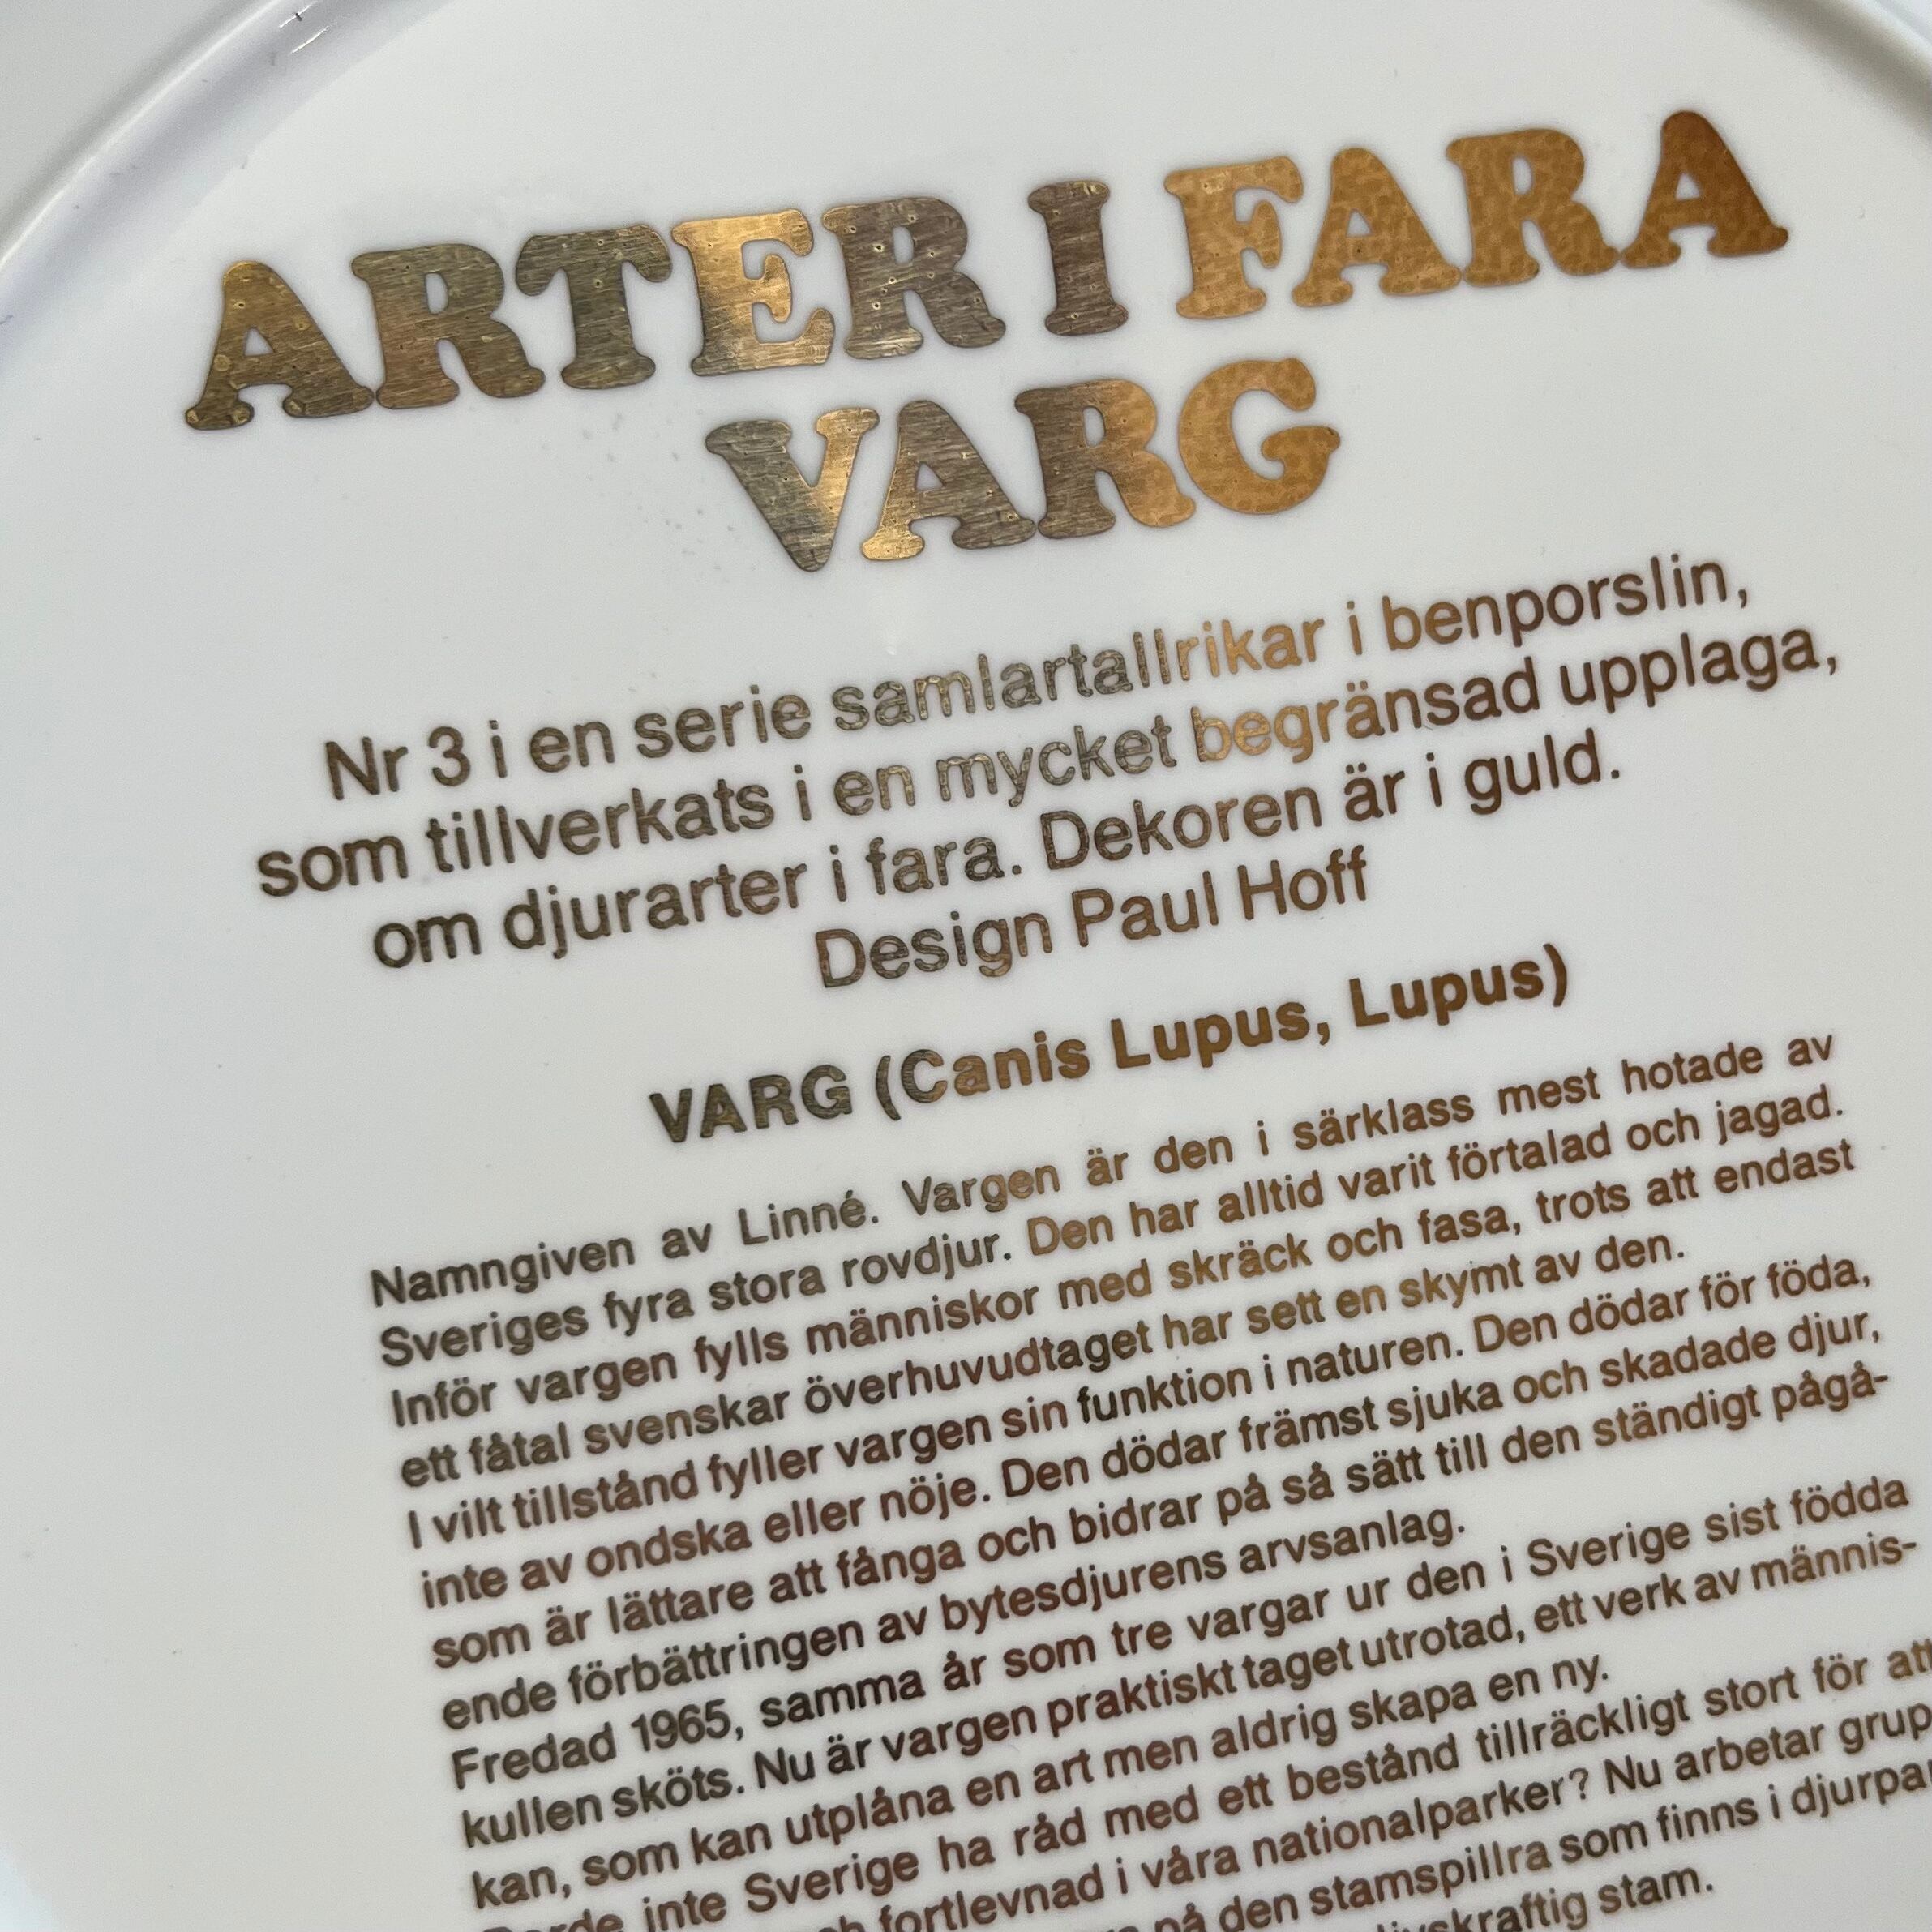 ARTER I FARA
VARG
Nr 3 i en serie samlartallrikar i benporslin,
som tillverkats i en mycket begränsad upplaga,
om djurarter i fara. Dekoren är i guld.
Design Paul Hoff
VARG (Canis Lupus, Lupus)
Namngiven av Linné. Vargen är den i särklass mest hotade av
Sveriges fyra stora rovdjur. Den har alltid varit förtalad och jagad.
Inför vargen fylls människor med skräck och fasa, trots att endast
ett fåtal svenskar överhuvudtaget har sett en skymt av den.
I vilt tillstånd fyller vargen sin funktion i naturen. Den dödar för föda,
inte av ondska eller nöje. Den dödar främst sjuka och skadade djur,
som är lättare att fånga och bidrar på så sätt till den ständigt pågå-
ende förbättringen av bytesdjurens arvsanlag.
Fredad 1965, samma år som tre vargar ur den i Sverige sist födda
kullen sköts. Nu är vargen praktiskt taget utrotad, ett verk av männis-
kan, som kan utplåna en art men aldrig skapa en ny.
inte Sverige ha råd med ett bestånd tillräckligt stort för att
fortlevnad i våra nationalparker? Nu arbetar grup
på den stamspillra som finns i djurpar
stam.